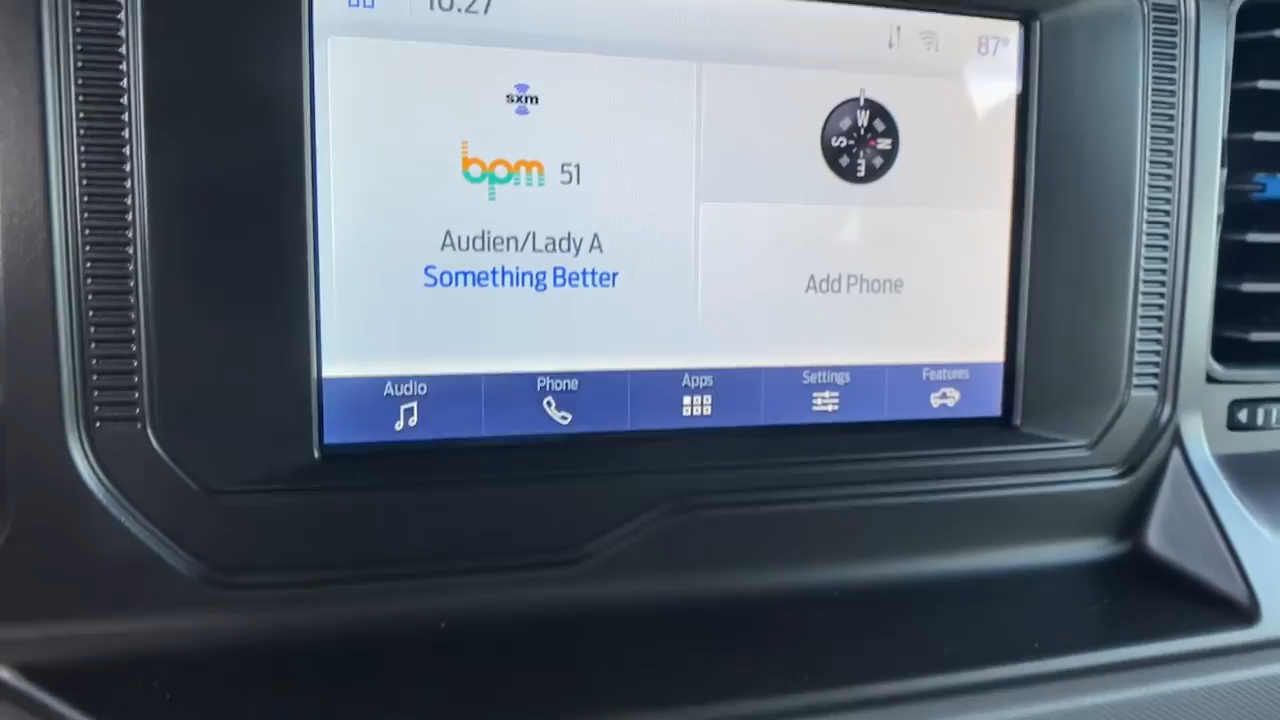 10:27
87°
sxm
bpm 51
Audien/Lady A
Something Better
W
S N
E
Add Phone
Audio
Phone
Apps
Settings
Features